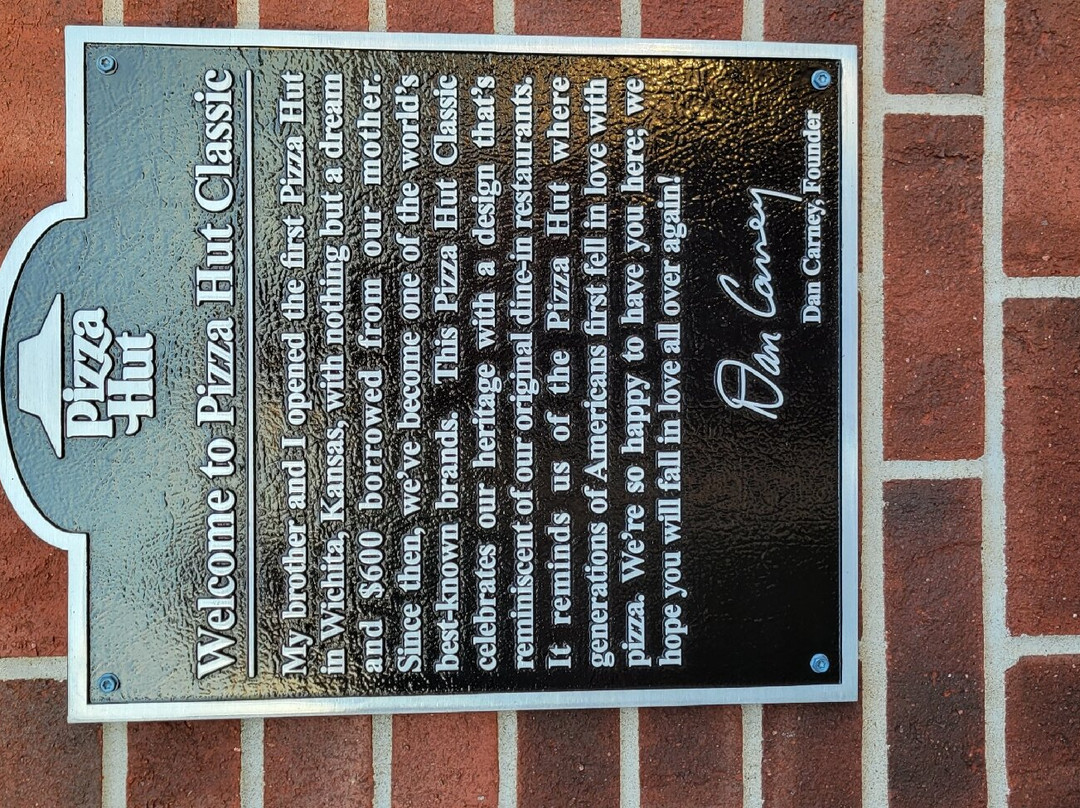 Pizza
Hut
Welcome to Pizza Hut Classic
My brother and I opened the first Pizza Hut
in Wichita, Kansas, with nothing but a dream
and $600 borrowed from our mother.
Since then, we've become one of the world's
best-known brands. This Pizza Hut Classic
celebrates our heritage with a design that's
reminiscent of our original dine-in restaurants.
It reminds us of the Pizza Hut where
generations of Americans first fell in love with
pizza. We're so happy to have you here; we
hope you will fall in love all over again!
Dan Carney
Dan Carney, Founder